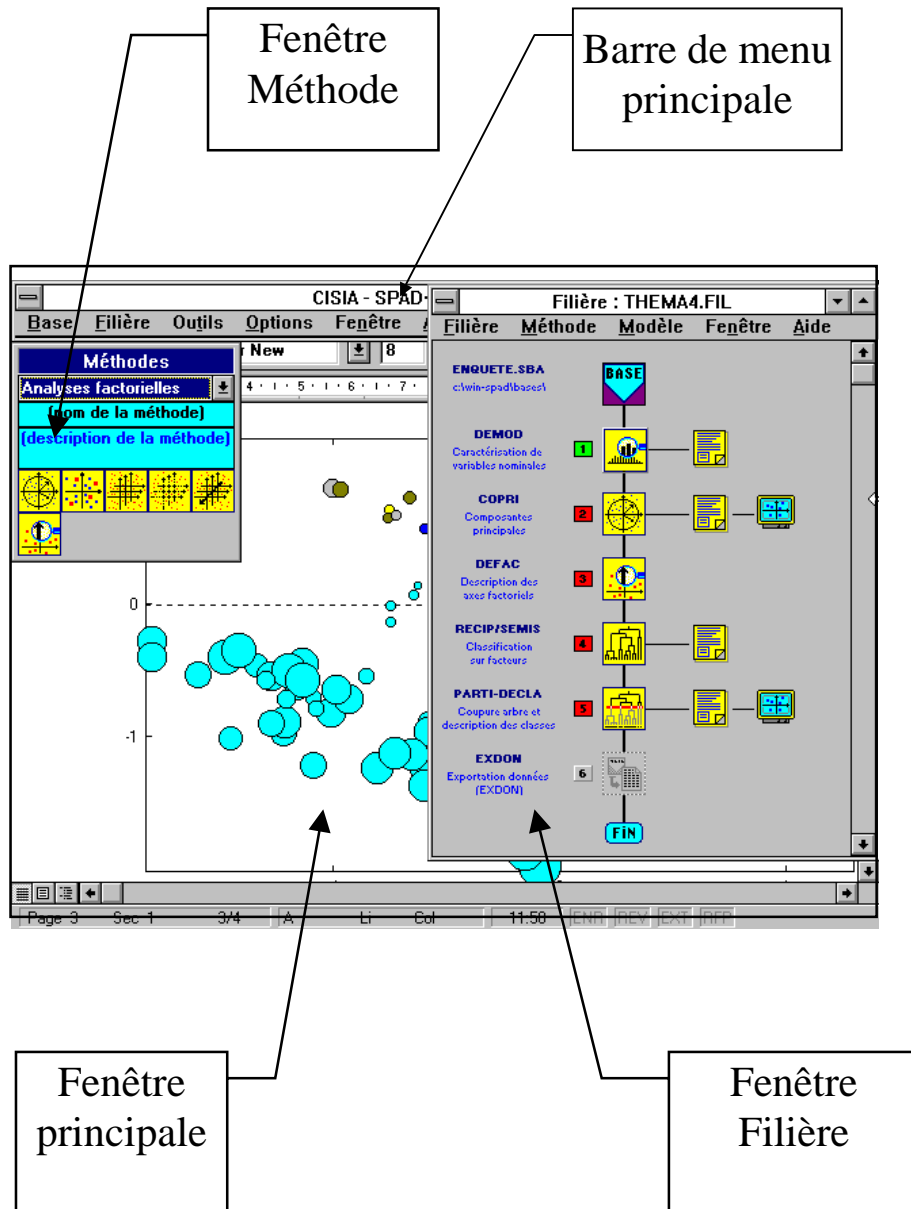 Fenêtre
Méthode
Barre de menu
principale
CISIA - SPAD
Base Filière Outils Options Fenêtre
Méthodes
Analyses factorielles
(nom de la méthode)
(description de la méthode)
r New 8
4 5 6 7
0
-1
Filière : THEMA4.FIL
Filière Méthode Modèle Fenêtre Aide
ENQUETE.SBA
c:\win-spad\bases\
BASE
DEMOD
Caractérisation de
variables nominales
1
COPRI
Composantes
principales
2
DEFAC
Description des
axes factoriels
3
RECIP/SEMIS
Classification
sur facteurs
4
PARTI-DECLA
Coupure arbre et
description des classes
5
EXDON
Exportation données
(EXDON)
6
FIN
Page 3 Sec 1 3/4 A Li Col 11:58 ENR REV EXT RFP
Fenêtre
principale
Fenêtre
Filière